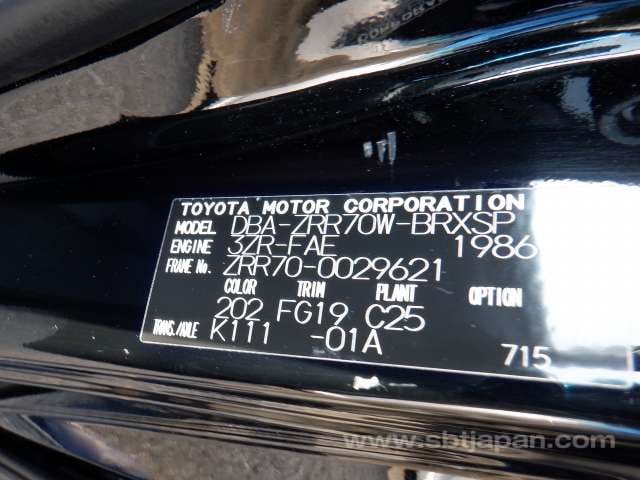 TOYOTA MOTOR CORPORATION
MODEL DBA-ZRR70W-BRXSP
ENGINE 3ZR-FAE 1986
FRAME No. ZRR70-0029621
COLOR TRIM PLANT OPTION
202 FG19 C25
TRANS./AXLE K111 -01A
715
www.sbtjapan.com